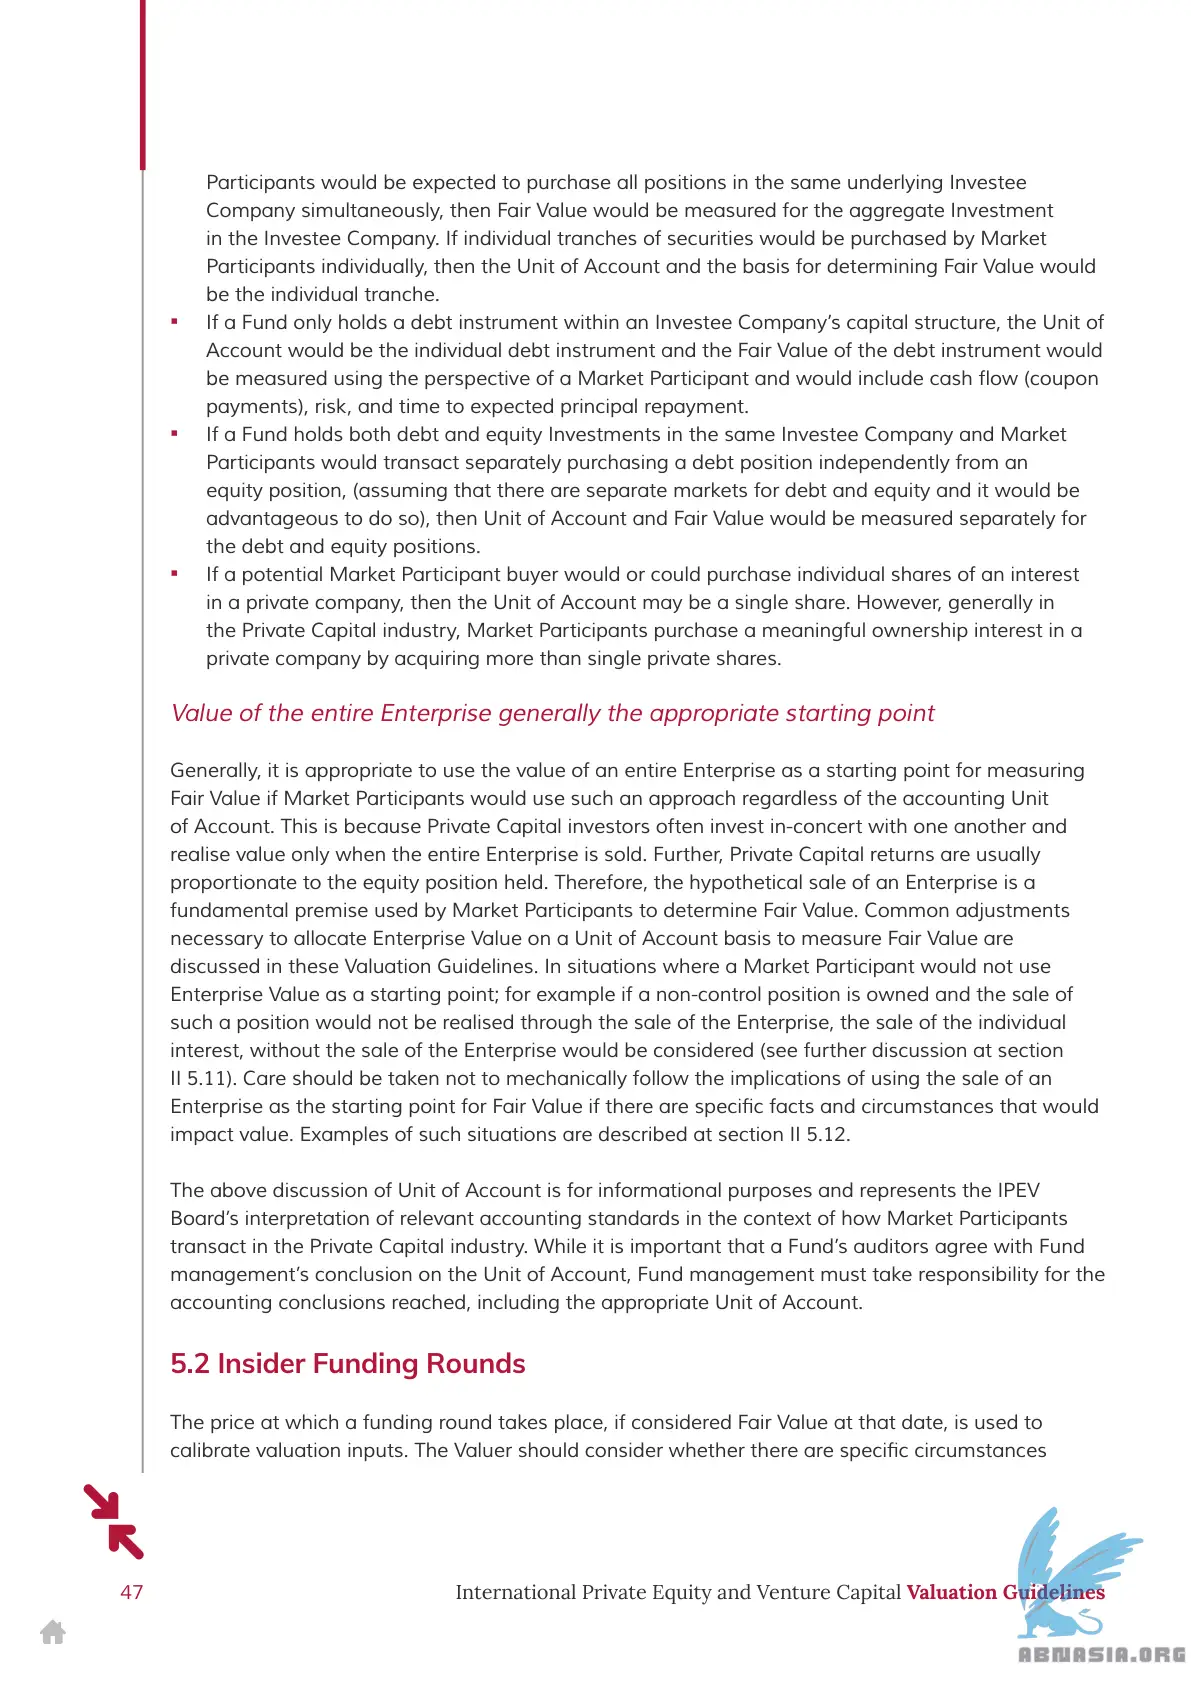 Participants would be expected to purchase all positions in the same underlying Investee
Company simultaneously, then Fair Value would be measured for the aggregate Investment
in the Investee Company. If individual tranches of securities would be purchased by Market
Participants individually, then the Unit of Account and the basis for determining Fair Value would
be the individual tranche.
▪ If a Fund only holds a debt instrument within an Investee Company’s capital structure, the Unit of
Account would be the individual debt instrument and the Fair Value of the debt instrument would
be measured using the perspective of a Market Participant and would include cash flow (coupon
payments), risk, and time to expected principal repayment.
▪ If a Fund holds both debt and equity Investments in the same Investee Company and Market
Participants would transact separately purchasing a debt position independently from an
equity position, (assuming that there are separate markets for debt and equity and it would be
advantageous to do so), then Unit of Account and Fair Value would be measured separately for
the debt and equity positions.
▪ If a potential Market Participant buyer would or could purchase individual shares of an interest
in a private company, then the Unit of Account may be a single share. However, generally in
the Private Capital industry, Market Participants purchase a meaningful ownership interest in a
private company by acquiring more than single private shares.
Value of the entire Enterprise generally the appropriate starting point
Generally, it is appropriate to use the value of an entire Enterprise as a starting point for measuring
Fair Value if Market Participants would use such an approach regardless of the accounting Unit
of Account. This is because Private Capital investors often invest in-concert with one another and
realise value only when the entire Enterprise is sold. Further, Private Capital returns are usually
proportionate to the equity position held. Therefore, the hypothetical sale of an Enterprise is a
fundamental premise used by Market Participants to determine Fair Value. Common adjustments
necessary to allocate Enterprise Value on a Unit of Account basis to measure Fair Value are
discussed in these Valuation Guidelines. In situations where a Market Participant would not use
Enterprise Value as a starting point; for example if a non-control position is owned and the sale of
such a position would not be realised through the sale of the Enterprise, the sale of the individual
interest, without the sale of the Enterprise would be considered (see further discussion at section
II 5.11). Care should be taken not to mechanically follow the implications of using the sale of an
Enterprise as the starting point for Fair Value if there are specific facts and circumstances that would
impact value. Examples of such situations are described at section II 5.12.
The above discussion of Unit of Account is for informational purposes and represents the IPEV
Board’s interpretation of relevant accounting standards in the context of how Market Participants
transact in the Private Capital industry. While it is important that a Fund’s auditors agree with Fund
management’s conclusion on the Unit of Account, Fund management must take responsibility for the
accounting conclusions reached, including the appropriate Unit of Account.
5.2 Insider Funding Rounds
The price at which a funding round takes place, if considered Fair Value at that date, is used to
calibrate valuation inputs. The Valuer should consider whether there are specific circumstances
47 International Private Equity and Venture Capital Valuation Guidelines
ABNASIA.ORG